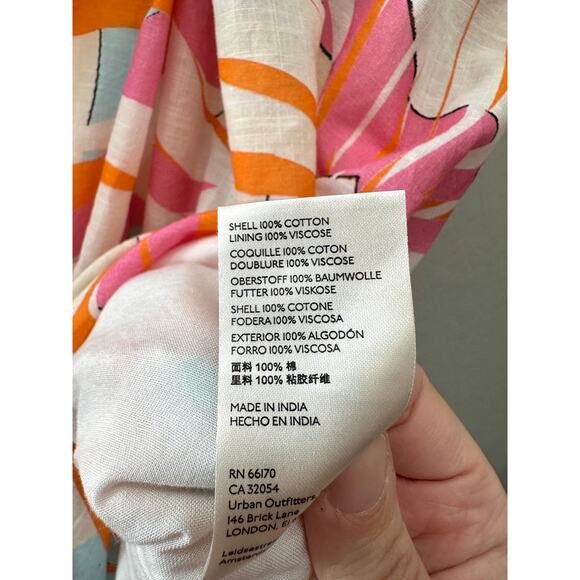 SHELL 100% COTTON
LINING 100% VISCOSE
COQUILLE 100% COTON
DOUBLURE 100% VISCOSE
OBERSTOFF 100% BAUMWOLLE
FUTTER 100% VISKOSE
SHELL 100% COTONE
FODERA 100% VISCOSA
EXTERIOR 100% ALGODÓN
FORRO 100% VISCOSA
面料 100% 棉
里料 100% 粘胶纤维
MADE IN INDIA
HECHO EN INDIA
RN 66170
CA 32054
Urban Outfitters
146 Brick Lane
LONDON, E1